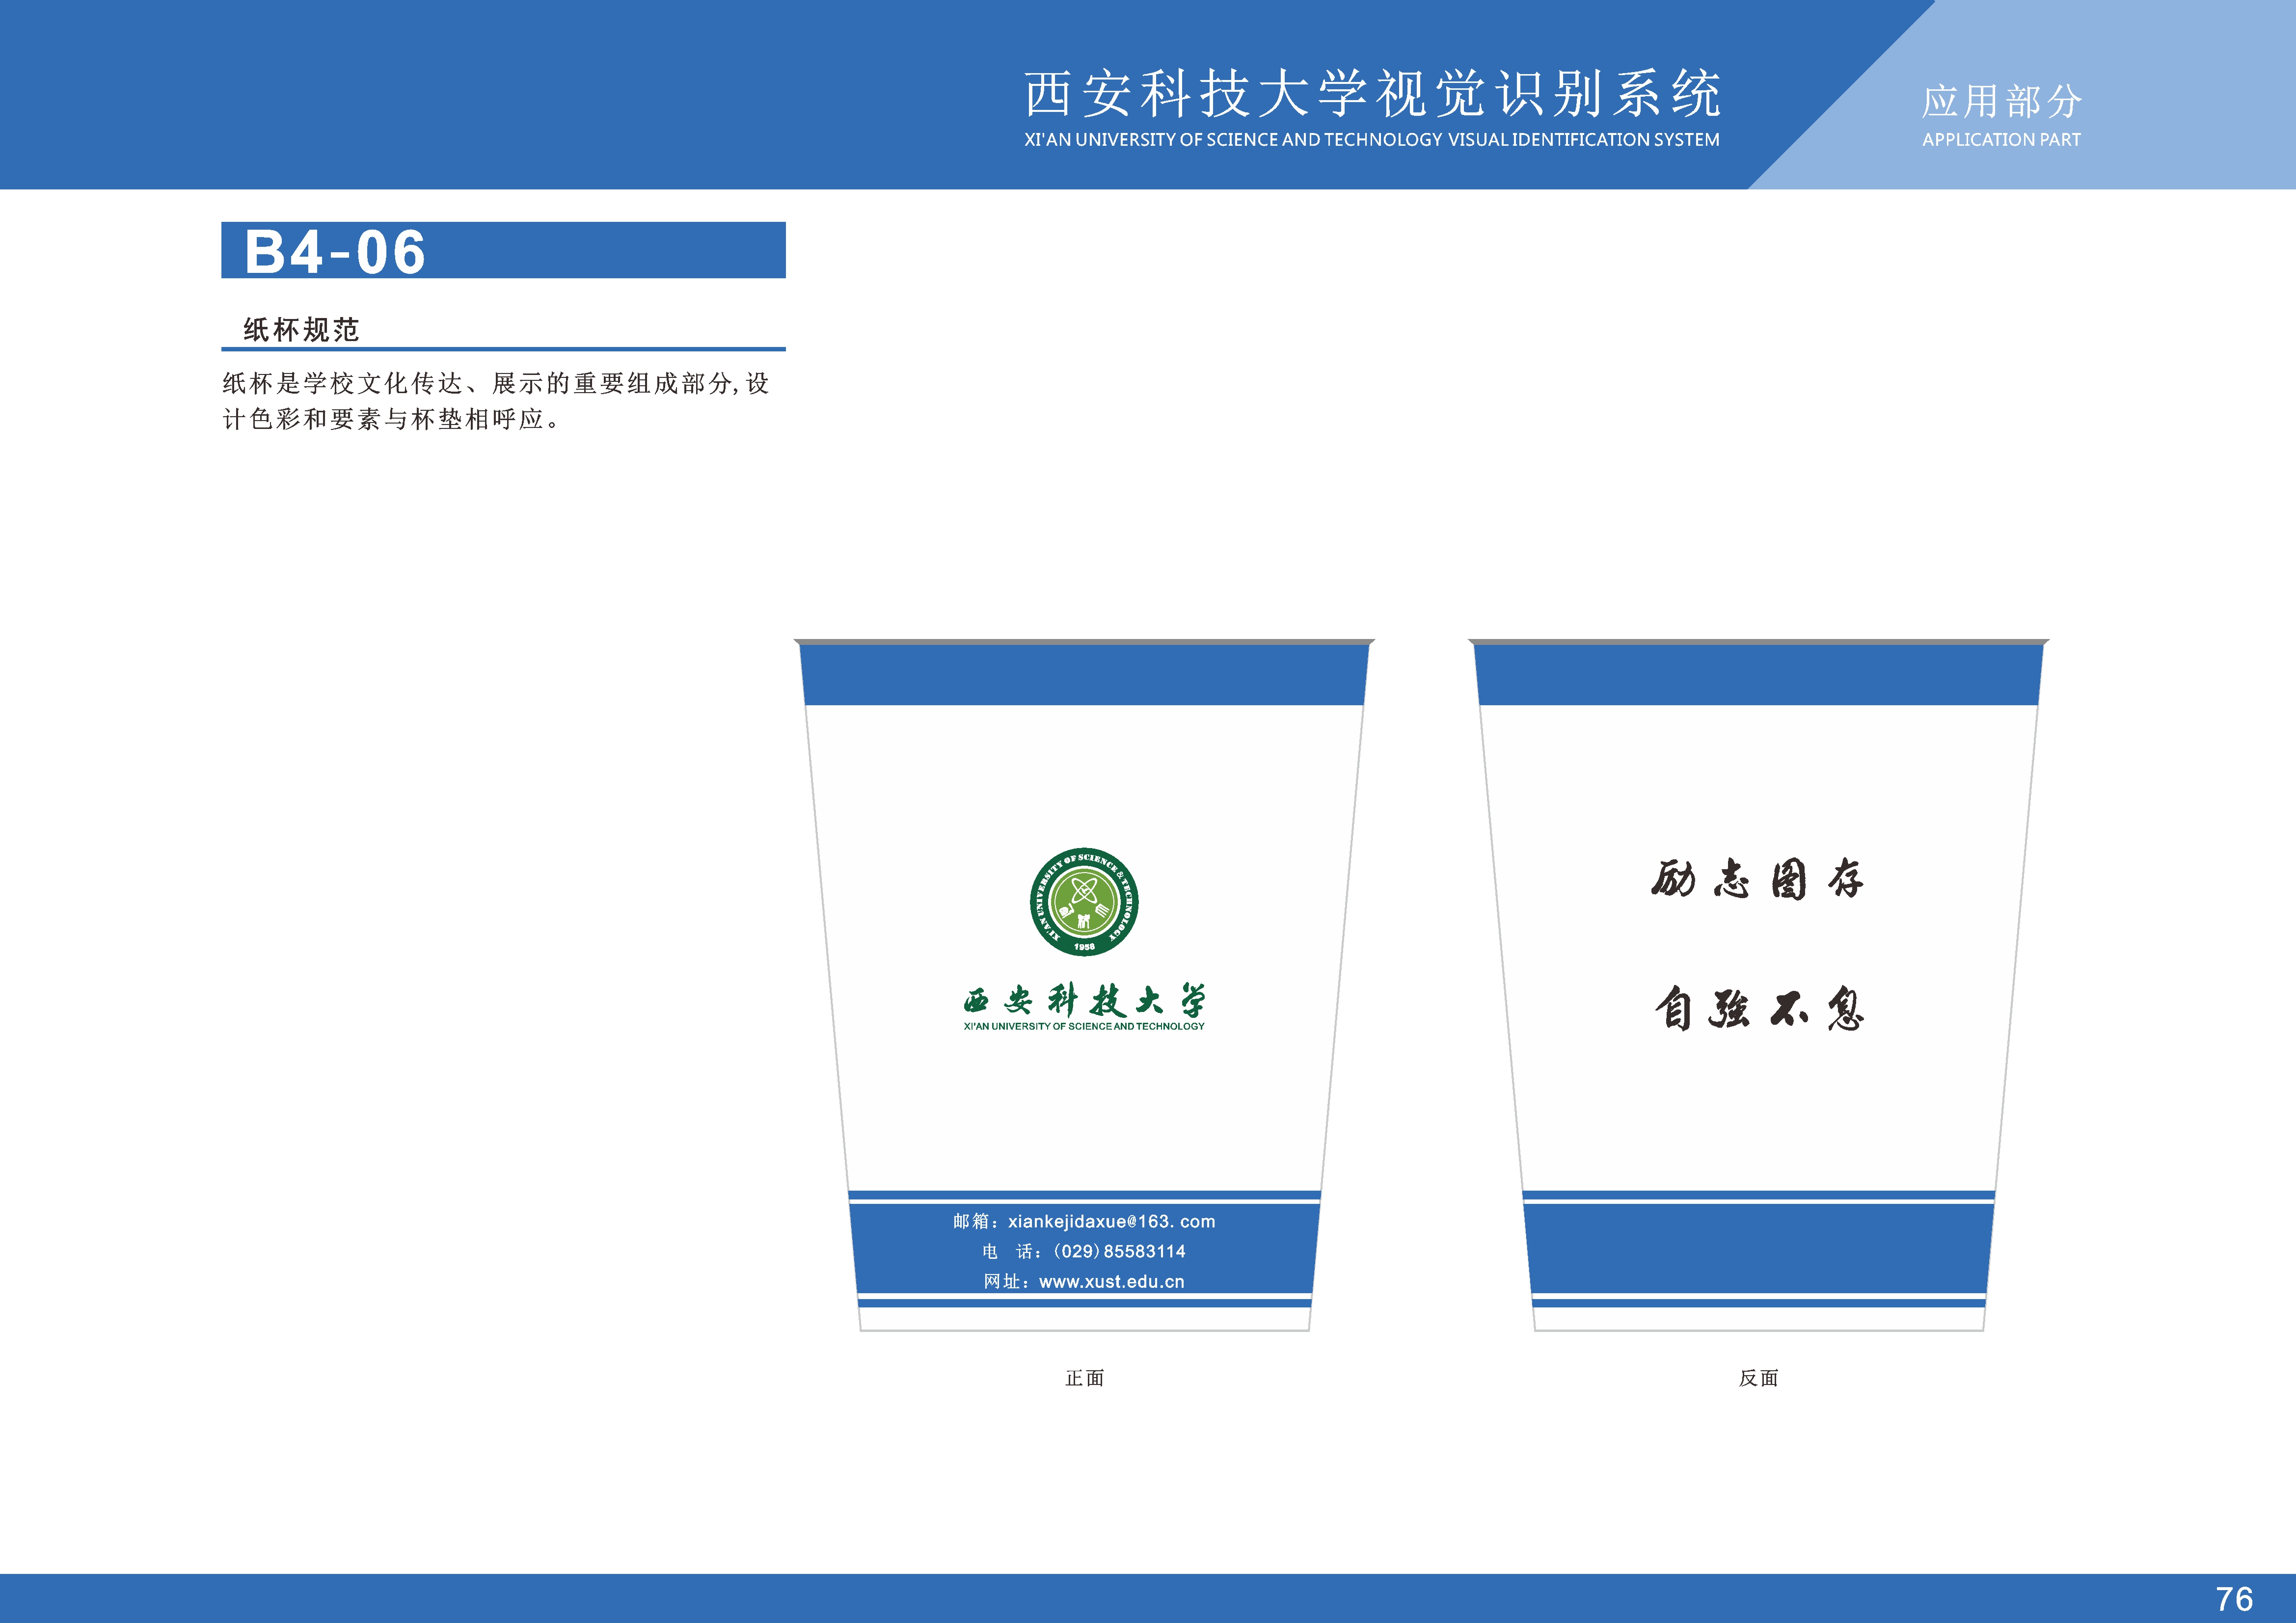 西安科技大学视觉识别系统
XI'AN UNIVERSITY OF SCIENCE AND TECHNOLOGY VISUAL IDENTIFICATION SYSTEM
应用部分
APPLICATION PART
B4-06
纸杯规范
纸杯是学校文化传达、展示的重要组成部分,设
计色彩和要素与杯垫相呼应。
XI'AN UNIVERSITY OF SCIENCE & TECHNOLOGY
1958
西安科技大学
XI'AN UNIVERSITY OF SCIENCE AND TECHNOLOGY
邮箱：xiankejidaxue@163. com
电 话：（029）85583114
网址：www.xust.edu.cn
正面
励志图存
自強不息
反面
76